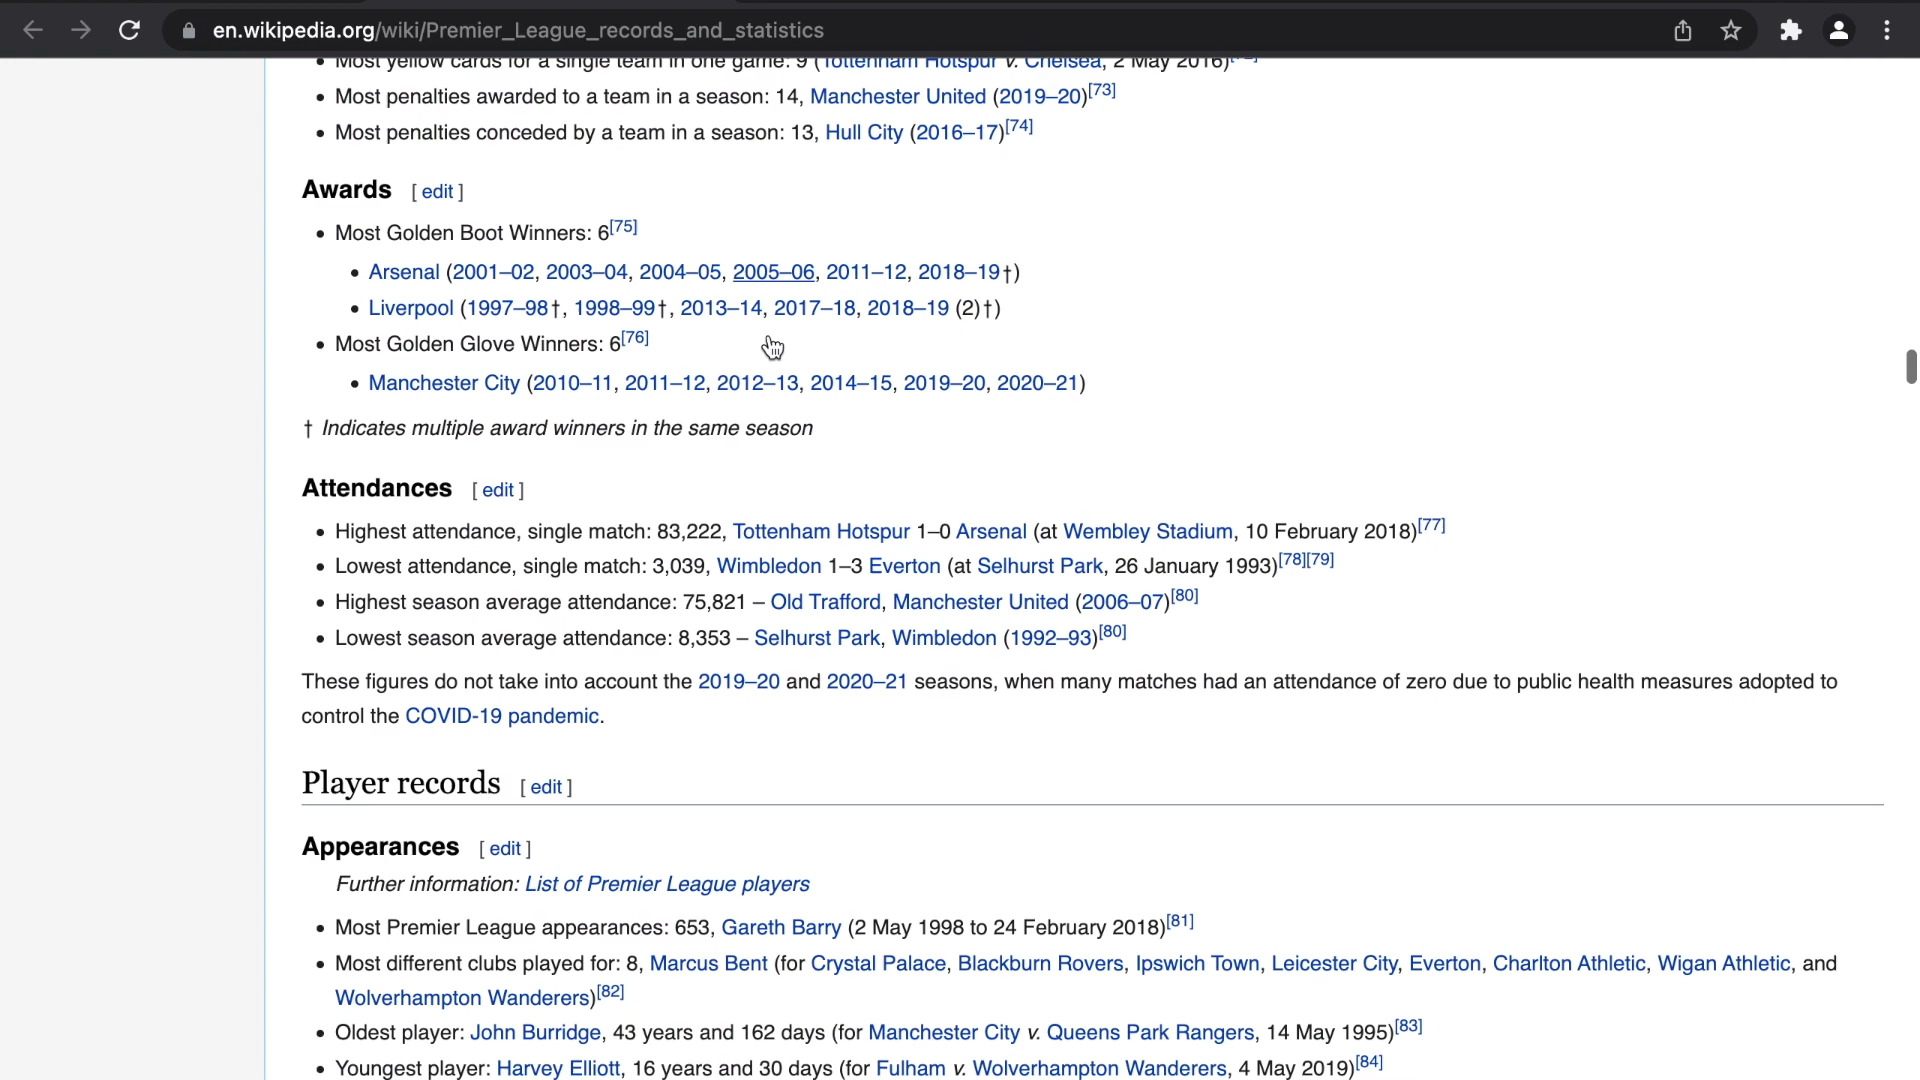 en.wikipedia.org/wiki/Premier_League_records_and_statistics
• Most yellow cards for a single team in one game: 9 (Tottenham Hotspur v. Chelsea, 2 May 2016)
• Most penalties awarded to a team in a season: 14, Manchester United (2019–20)[73]
• Most penalties conceded by a team in a season: 13, Hull City (2016–17)[74]
Awards [ edit ]
• Most Golden Boot Winners: 6[75]
• Arsenal (2001–02, 2003–04, 2004–05, 2005–06, 2011–12, 2018–19†)
• Liverpool (1997–98†, 1998–99†, 2013–14, 2017–18, 2018–19 (2)†)
• Most Golden Glove Winners: 6[76]
• Manchester City (2010–11, 2011–12, 2012–13, 2014–15, 2019–20, 2020–21)
† Indicates multiple award winners in the same season
Attendances [ edit ]
• Highest attendance, single match: 83,222, Tottenham Hotspur 1–0 Arsenal (at Wembley Stadium, 10 February 2018)[77]
• Lowest attendance, single match: 3,039, Wimbledon 1–3 Everton (at Selhurst Park, 26 January 1993)[78][79]
• Highest season average attendance: 75,821 – Old Trafford, Manchester United (2006–07)[80]
• Lowest season average attendance: 8,353 – Selhurst Park, Wimbledon (1992–93)[80]
These figures do not take into account the 2019–20 and 2020–21 seasons, when many matches had an attendance of zero due to public health measures adopted to
control the COVID-19 pandemic.
Player records [ edit ]
Appearances [ edit ]
Further information: List of Premier League players
• Most Premier League appearances: 653, Gareth Barry (2 May 1998 to 24 February 2018)[81]
• Most different clubs played for: 8, Marcus Bent (for Crystal Palace, Blackburn Rovers, Ipswich Town, Leicester City, Everton, Charlton Athletic, Wigan Athletic, and
Wolverhampton Wanderers)[82]
• Oldest player: John Burridge, 43 years and 162 days (for Manchester City v. Queens Park Rangers, 14 May 1995)[83]
• Youngest player: Harvey Elliott, 16 years and 30 days (for Fulham v. Wolverhampton Wanderers, 4 May 2019)[84]